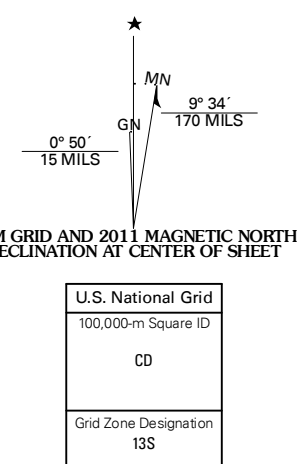 ★
MN
GN
9° 34´
170 MILS
0° 50´
15 MILS
M GRID AND 2011 MAGNETIC NORTH
ECLINATION AT CENTER OF SHEET
U.S. National Grid
100,000-m Square ID
CD
Grid Zone Designation
13S